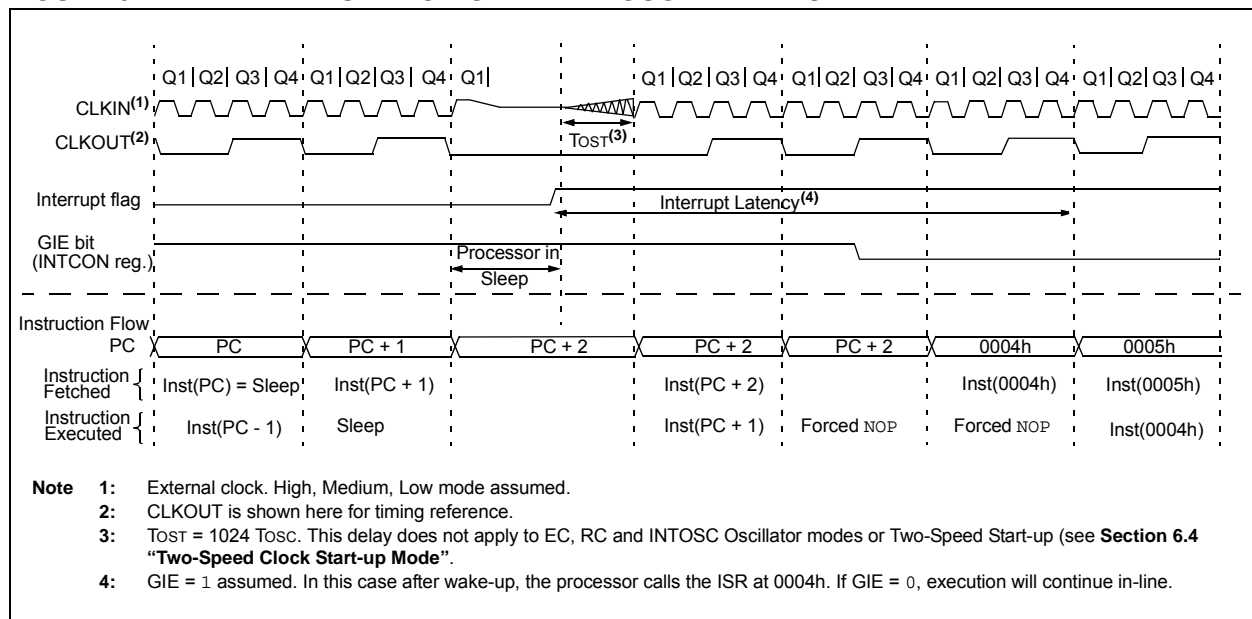 Q1 Q2 Q3 Q4 Q1 Q2 Q3 Q4 Q1 Q1 Q2 Q3 Q4 Q1 Q2 Q3 Q4 Q1 Q2 Q3 Q4 Q1 Q2 Q3 Q4
CLKIN(1)
CLKOUT(2)
TOST(3)
Interrupt flag
Interrupt Latency(4)
GIE bit
(INTCON reg.)
Processor in
Sleep
Instruction Flow
PC PC PC + 1 PC + 2 PC + 2 PC + 2 0004h 0005h
Instruction
Fetched
Inst(PC) = Sleep Inst(PC + 1) Inst(PC + 2) Inst(0004h) Inst(0005h)
Instruction
Executed
Inst(PC - 1) Sleep Inst(PC + 1) Forced NOP Forced NOP Inst(0004h)
Note 1: External clock. High, Medium, Low mode assumed.
2: CLKOUT is shown here for timing reference.
3: TOST = 1024 TOSC. This delay does not apply to EC, RC and INTOSC Oscillator modes or Two-Speed Start-up (see Section 6.4
“Two-Speed Clock Start-up Mode”.
4: GIE = 1 assumed. In this case after wake-up, the processor calls the ISR at 0004h. If GIE = 0, execution will continue in-line.